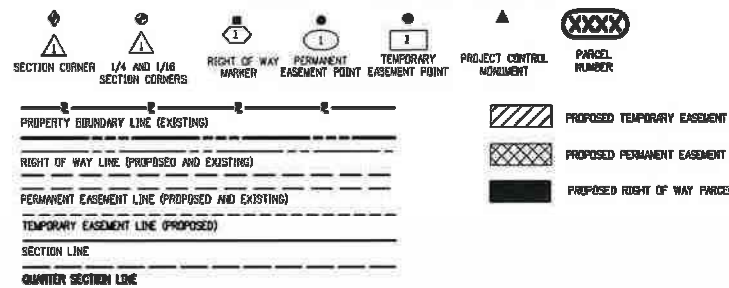 1
1
XXXX
SECTION CORNER
1/4 AND 1/16
SECTION CORNERS
RIGHT OF WAY
MARKER
PERMANENT
EASEMENT POINT
TEMPORARY
EASEMENT POINT
PROJECT CONTROL
MONUMENT
PARCEL
NUMBER
1
1
1
PROPERTY BOUNDARY LINE (EXISTING)
RIGHT OF WAY LINE (PROPOSED AND EXISTING)
PERMANENT EASEMENT LINE (PROPOSED AND EXISTING)
TEMPORARY EASEMENT LINE (PROPOSED)
SECTION LINE
QUARTER SECTION LINE
PROPOSED TEMPORARY EASEMENT
PROPOSED PERMANENT EASEMENT
PROPOSED RIGHT OF WAY PARCE